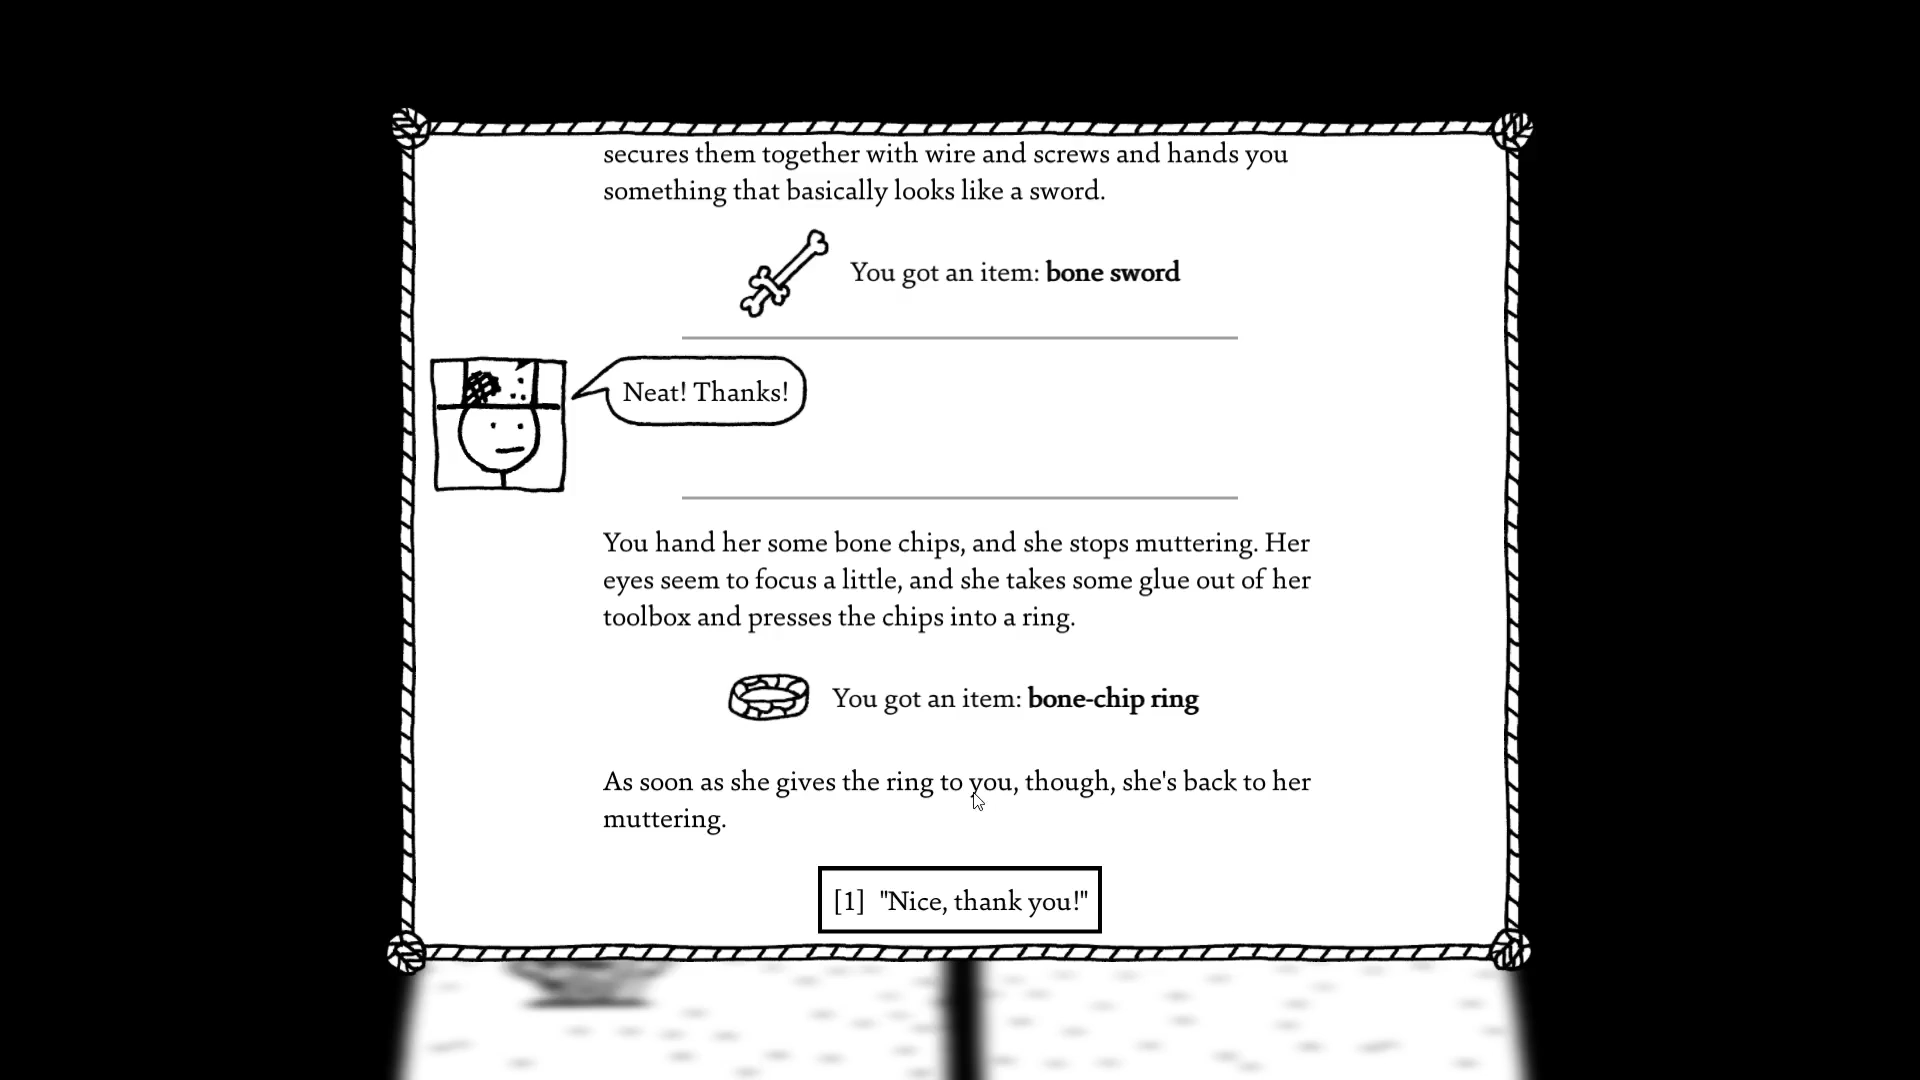 secures them together with wire and screws and hands you
something that basically looks like a sword.
You got an item: bone sword
Neat! Thanks!
You hand her some bone chips, and she stops muttering. Her
eyes seem to focus a little, and she takes some glue out of her
toolbox and presses the chips into a ring.
You got an item: bone-chip ring
As soon as she gives the ring to you, though, she's back to her
muttering.
[1] "Nice, thank you!"